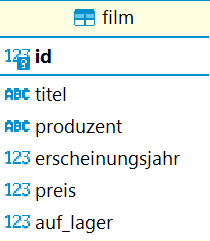 film
123 id
ABC titel
ABC produzent
123 erscheinungsjahr
123 preis
123 auf_lager